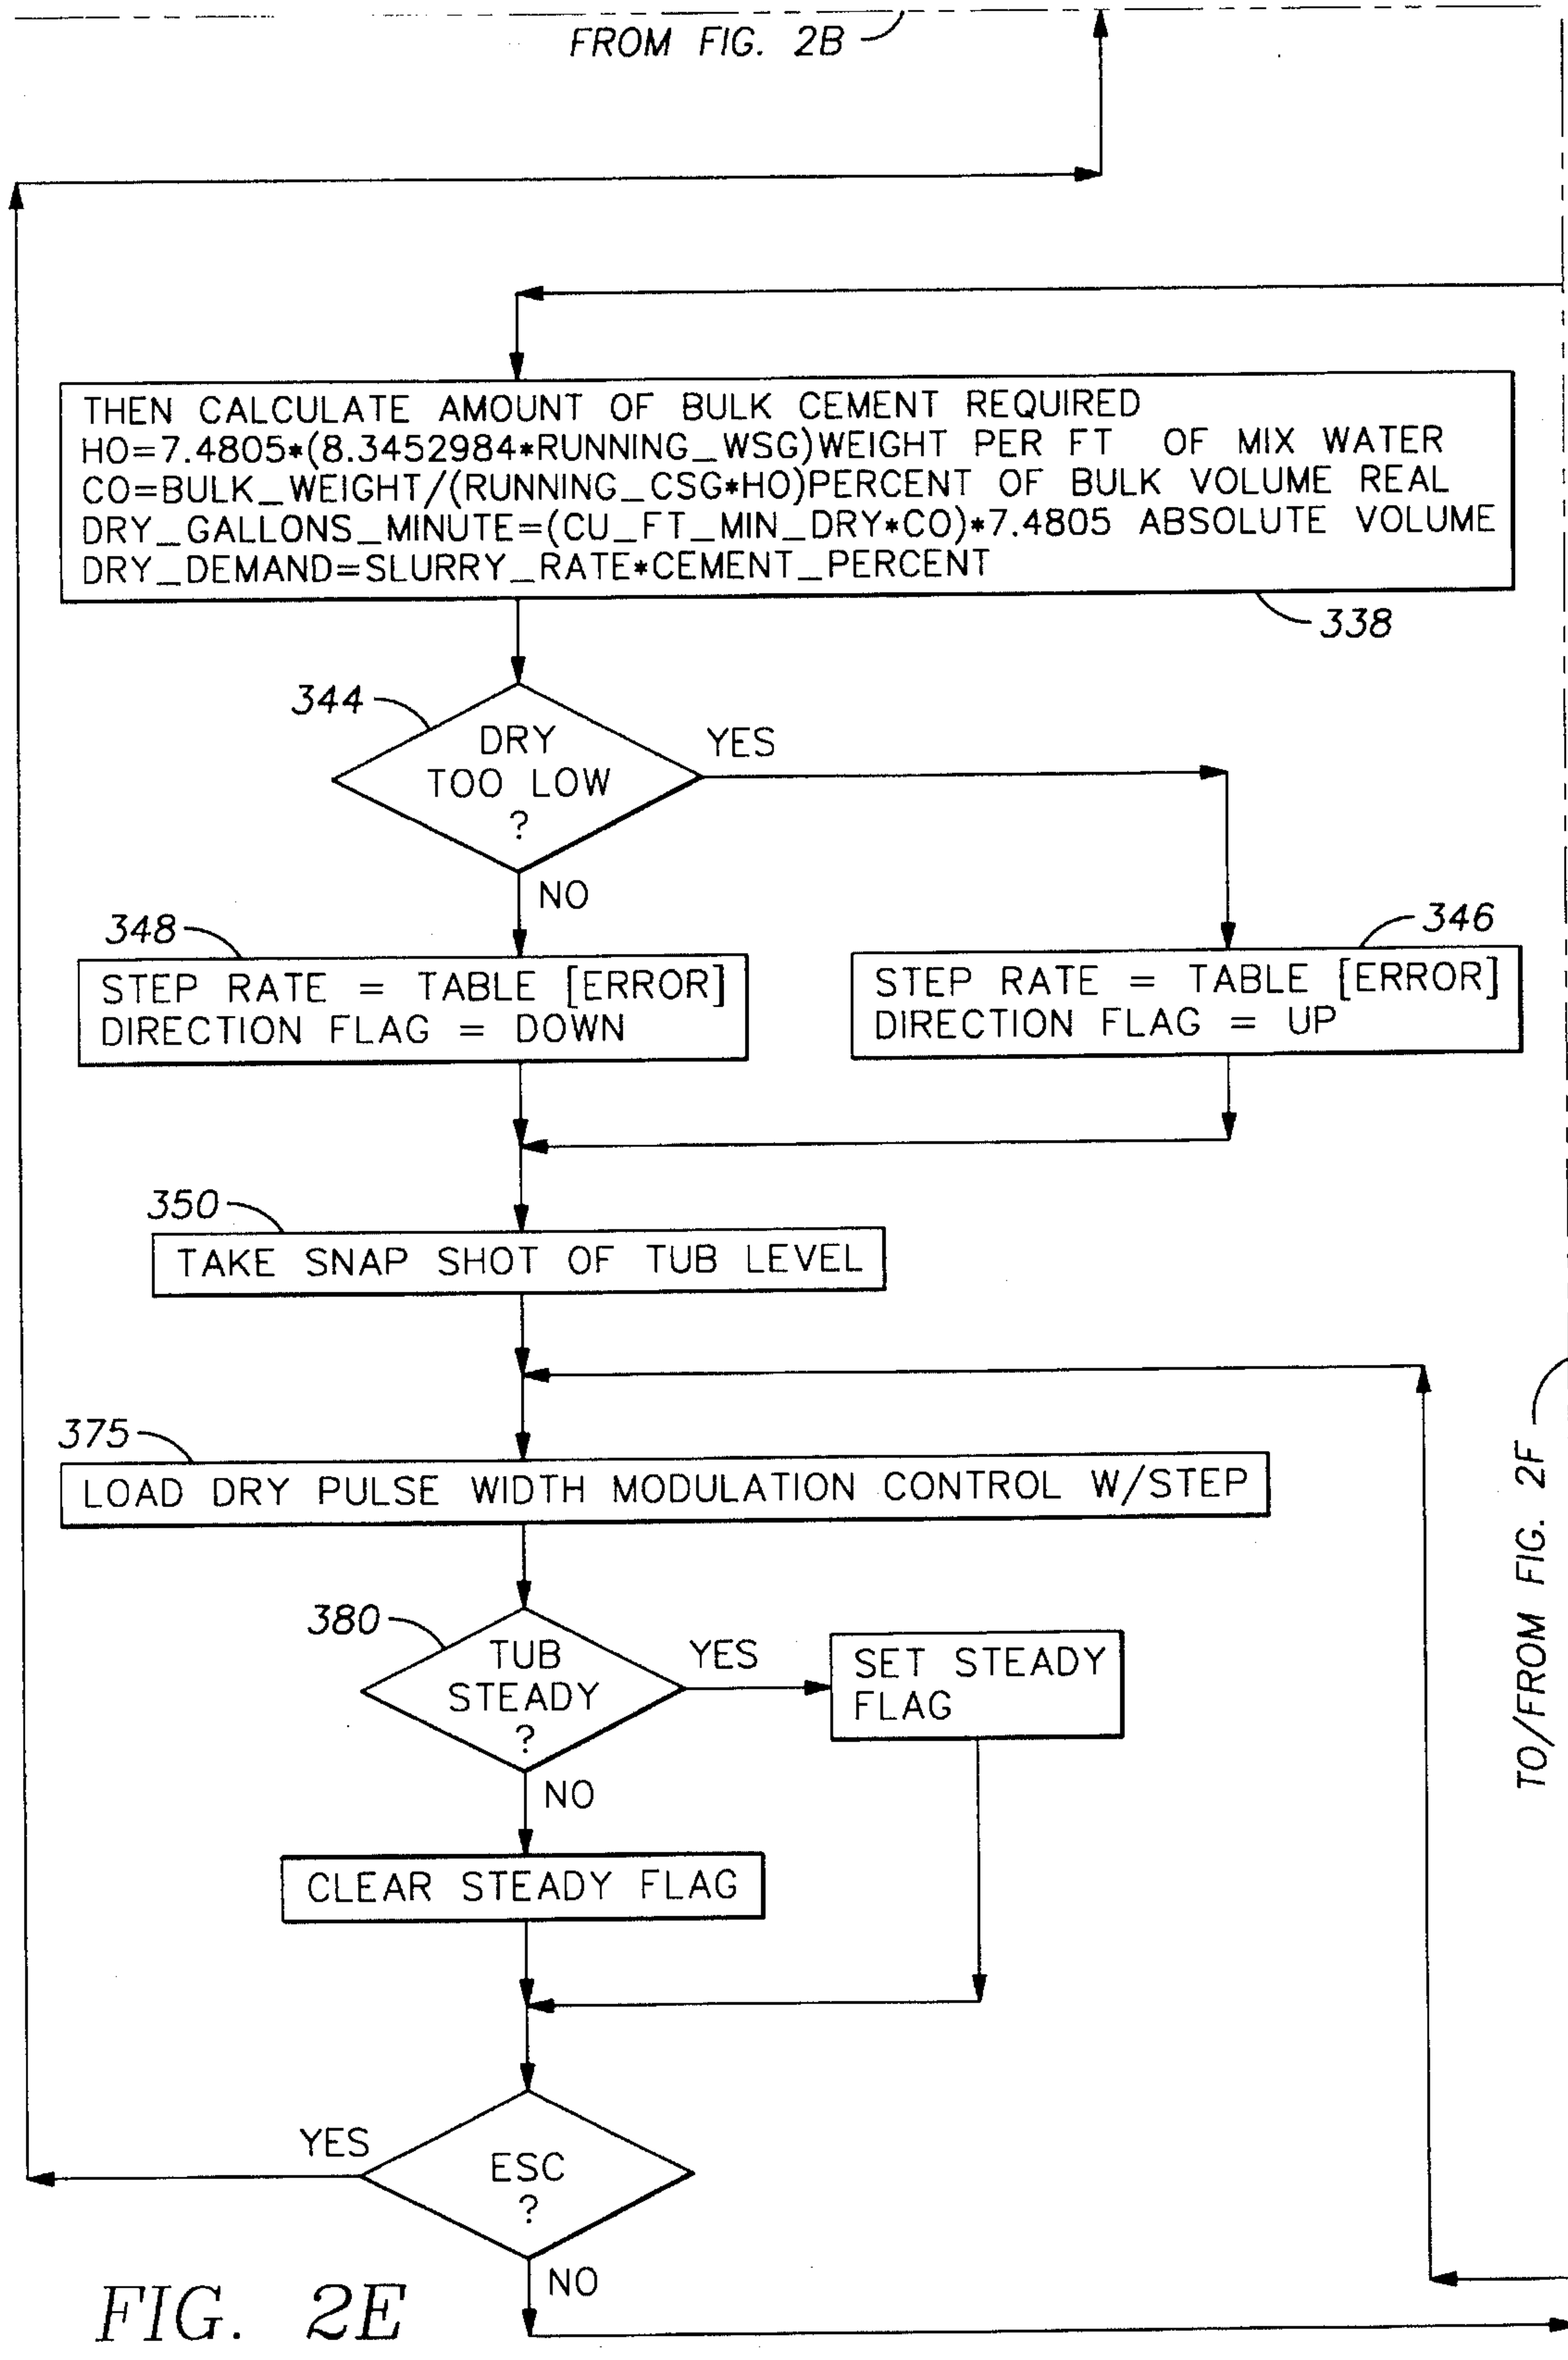 FROM FIG. 2B
THEN CALCULATE AMOUNT OF BULK CEMENT REQUIRED
HO=7.4805*(8.3452984*RUNNING_WSG)WEIGHT PER FT OF MIX WATER
CO=BULK_WEIGHT/(RUNNING_CSG*HO)PERCENT OF BULK VOLUME REAL
DRY_GALLONS_MINUTE=(CU_FT_MIN_DRY*CO)*7.4805 ABSOLUTE VOLUME
DRY_DEMAND=SLURRY_RATE*CEMENT_PERCENT
338
344
DRY
TOO LOW
?
YES
NO
348
STEP RATE = TABLE [ERROR]
DIRECTION FLAG = DOWN
346
STEP RATE = TABLE [ERROR]
DIRECTION FLAG = UP
350
TAKE SNAP SHOT OF TUB LEVEL
375
LOAD DRY PULSE WIDTH MODULATION CONTROL W/STEP
TO/FROM FIG. 2F
380
TUB
STEADY
?
YES
SET STEADY
FLAG
NO
CLEAR STEADY FLAG
YES
ESC
?
NO
FIG. 2E